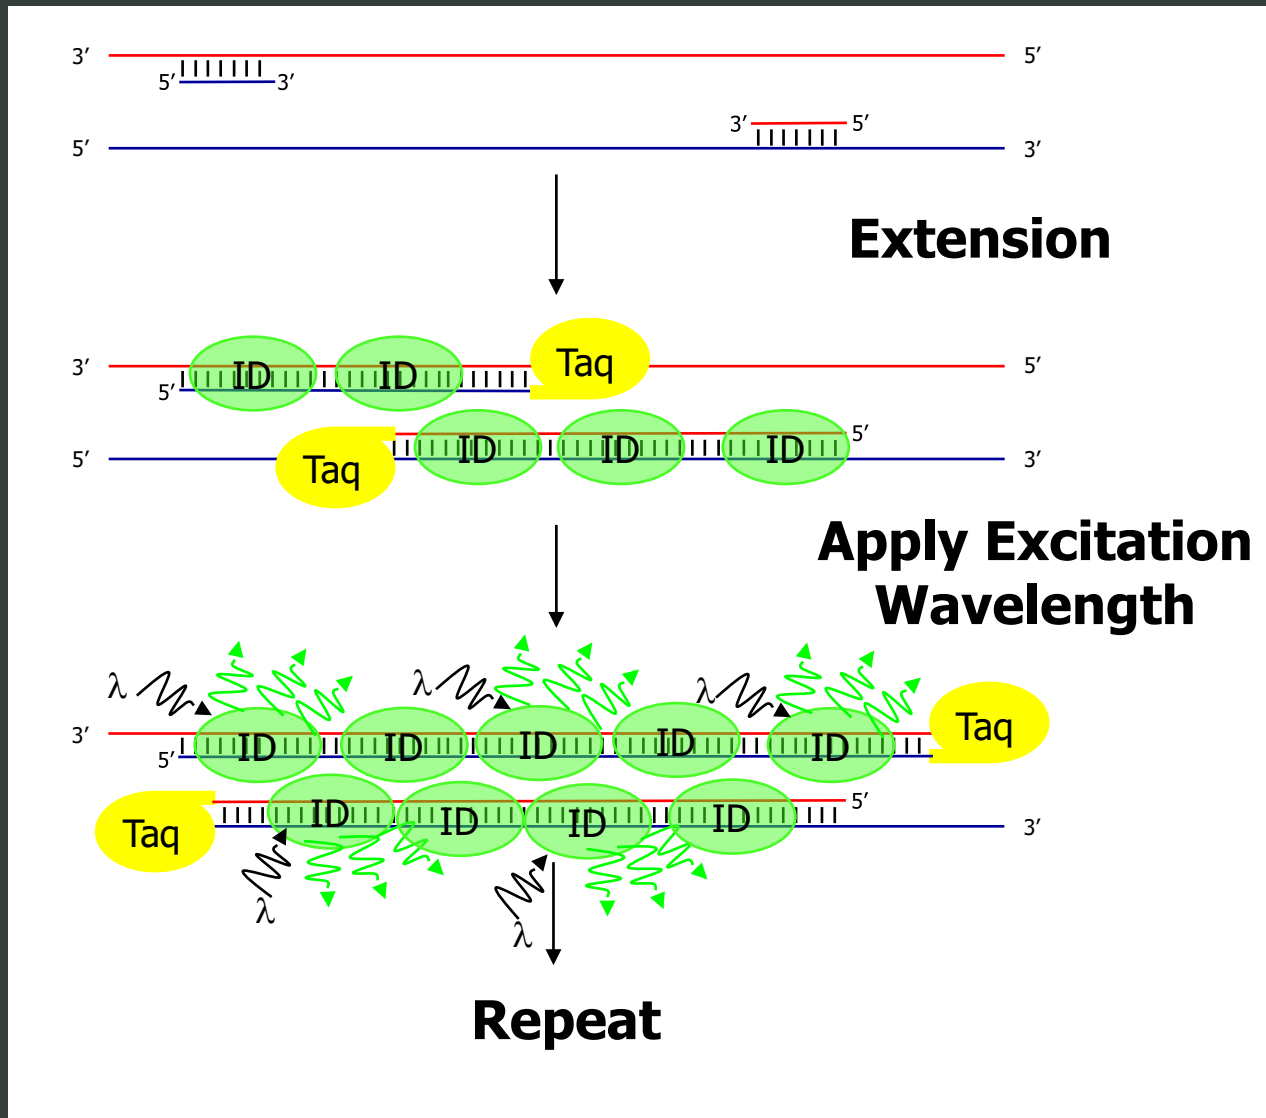 3’ 5’
5’ 3’
3’ 5’
5’ 3’
Extension
3’ ID ID Taq 5’
5’
ID ID ID 5’
5’ Taq 3’
Apply Excitation
Wavelength
λ λ λ
3’ ID ID ID ID ID Taq
5’
Taq ID ID ID ID 5’
3’
λ λ
Repeat